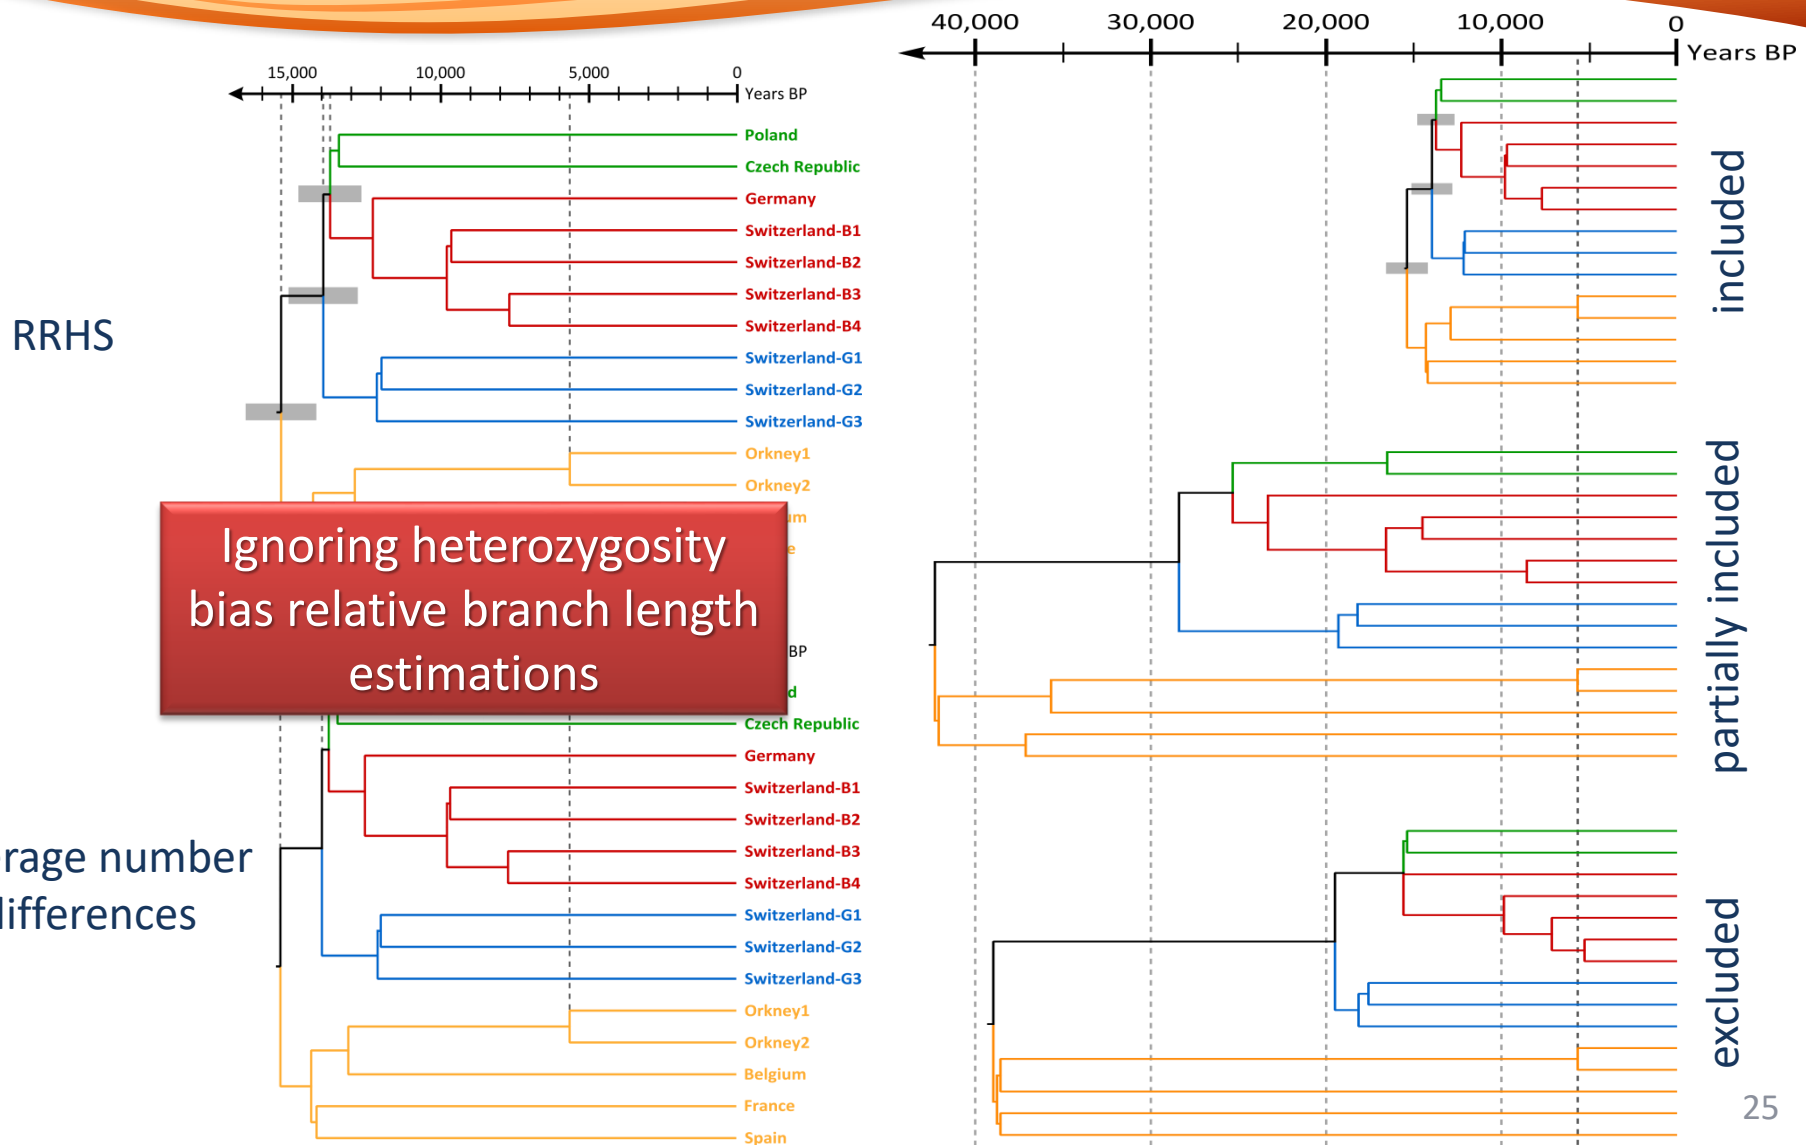 40,000 30,000 20,000 10,000 0
Years BP
15,000 10,000 5,000 0
Years BP
Poland
Czech Republic
Germany
Switzerland-B1
Switzerland-B2
Switzerland-B3
Switzerland-B4
Switzerland-G1
Switzerland-G2
Switzerland-G3
Orkney1
Orkney2
RRHS
Ignoring heterozygosity
bias relative branch length
estimations
BP
Czech Republic
Germany
Switzerland-B1
Switzerland-B2
Switzerland-B3
Switzerland-B4
Switzerland-G1
Switzerland-G2
Switzerland-G3
Orkney1
Orkney2
Belgium
France
Spain
erage number
differences
included
partially included
excluded
25